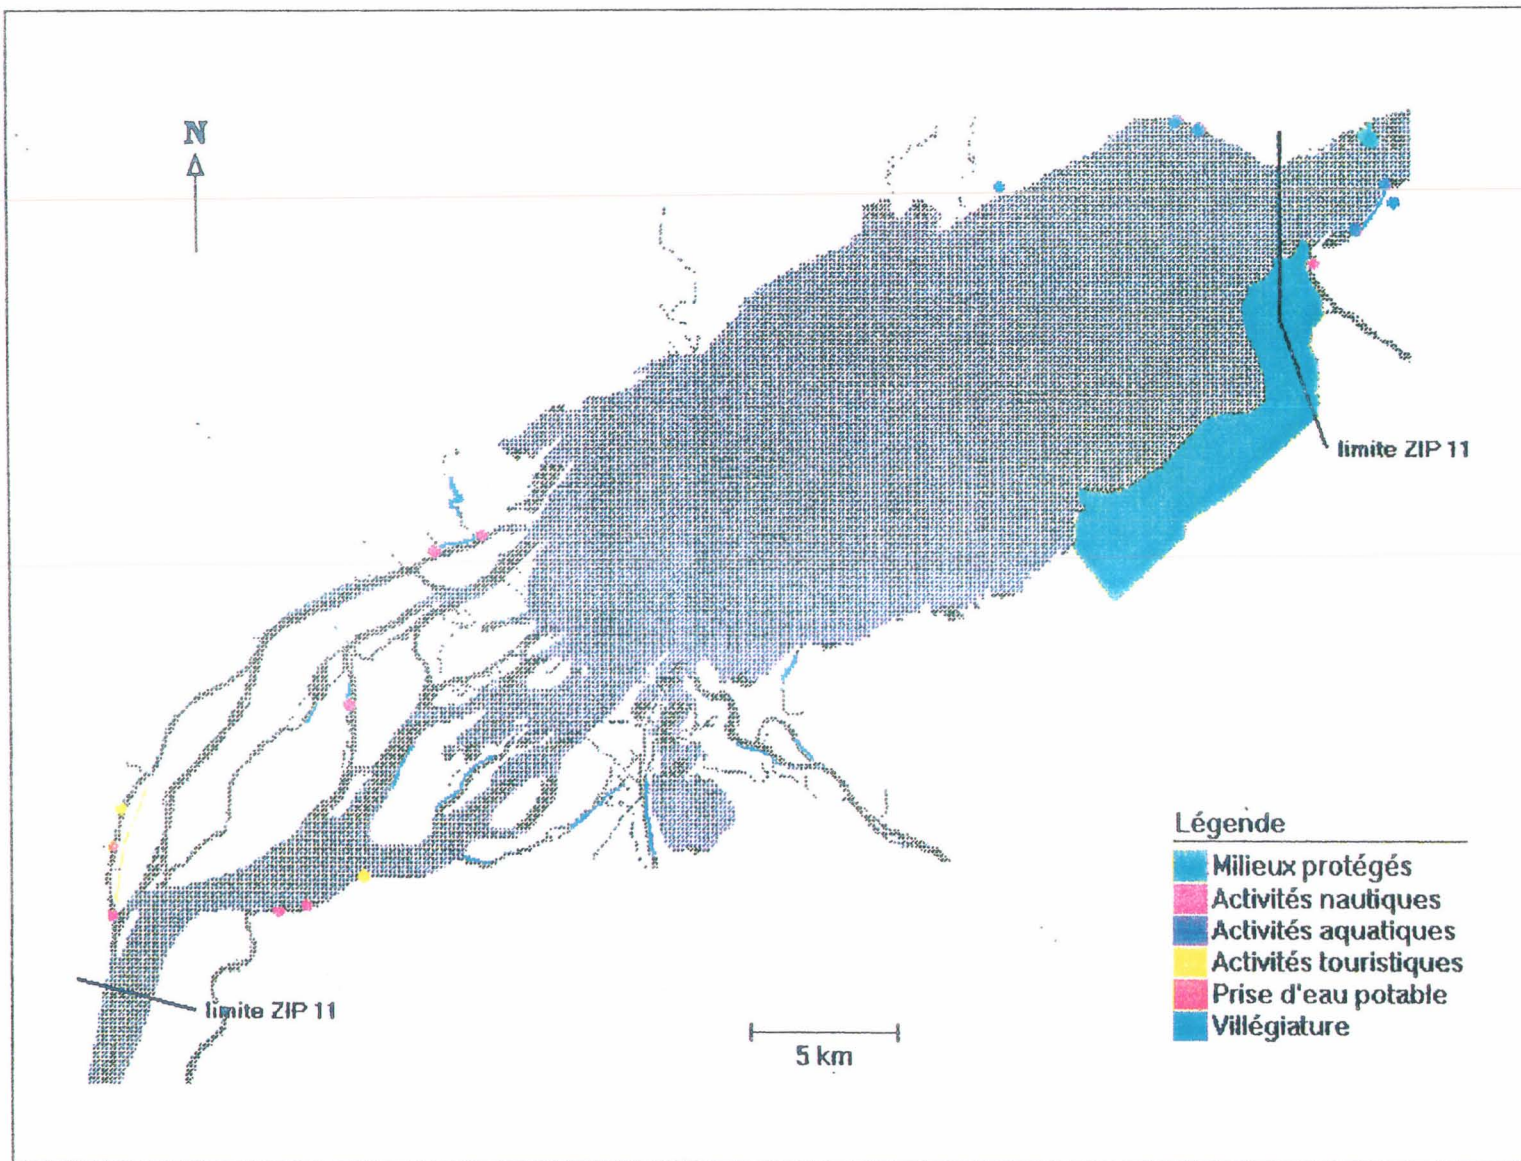 N
limite ZIP 11
limite ZIP 11
5 km
Légende
Milieux protégés
Activités nautiques
Activités aquatiques
Activités touristiques
Prise d'eau potable
Villégiature